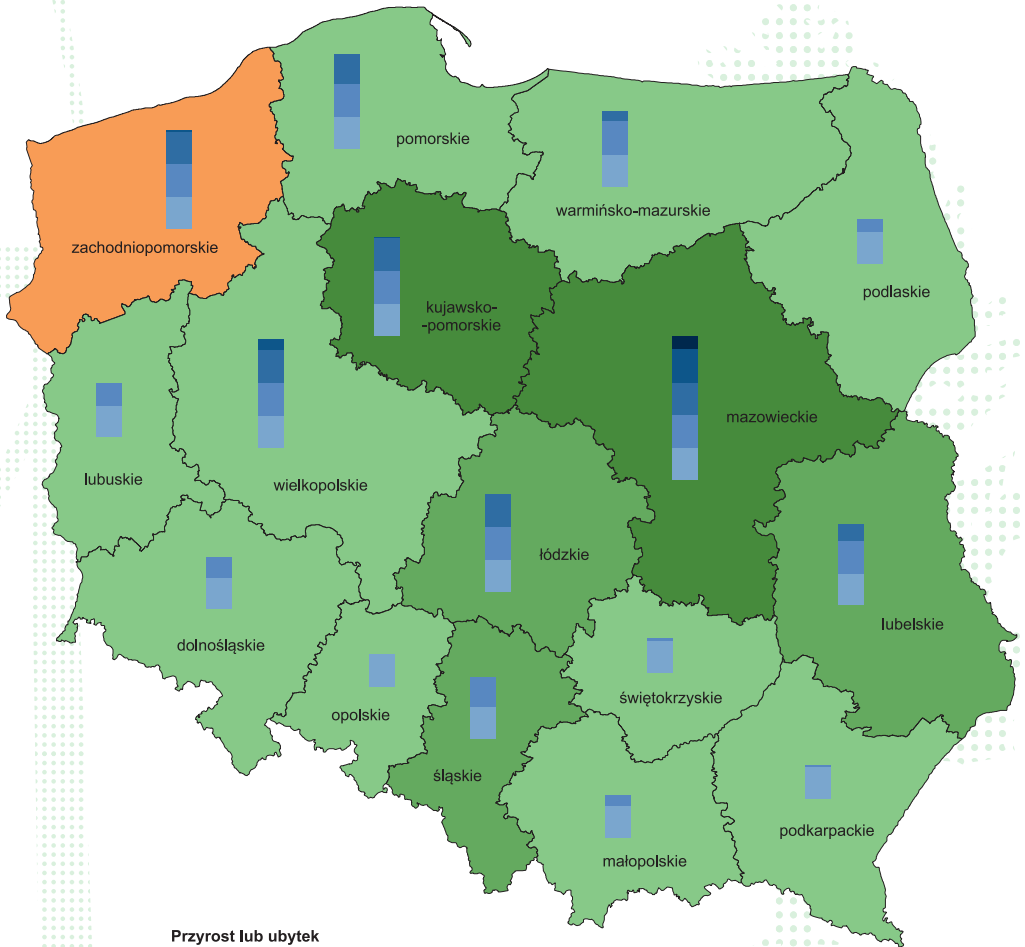 pomorskie
warmińsko-mazurskie
zachodniopomorskie
podlaskie
kujawsko-
-pomorskie
mazowieckie
lubuskie
wielkopolskie
łódzkie
lubelskie
dolnośląskie
świętokrzyskie
opolskie
śląskie
podkarpackie
małopolskie
Przyrost lub ubytek